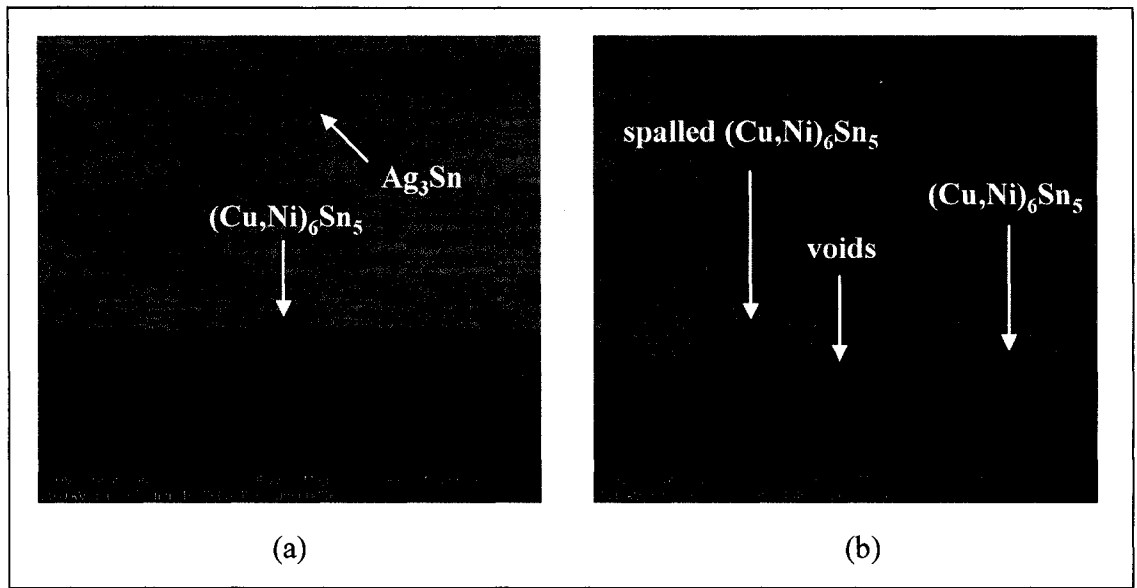 Ag₃Sn
(Cu,Ni)₆Sn₅
(a)
spalled (Cu,Ni)₆Sn₅
(Cu,Ni)₆Sn₅
voids
(b)